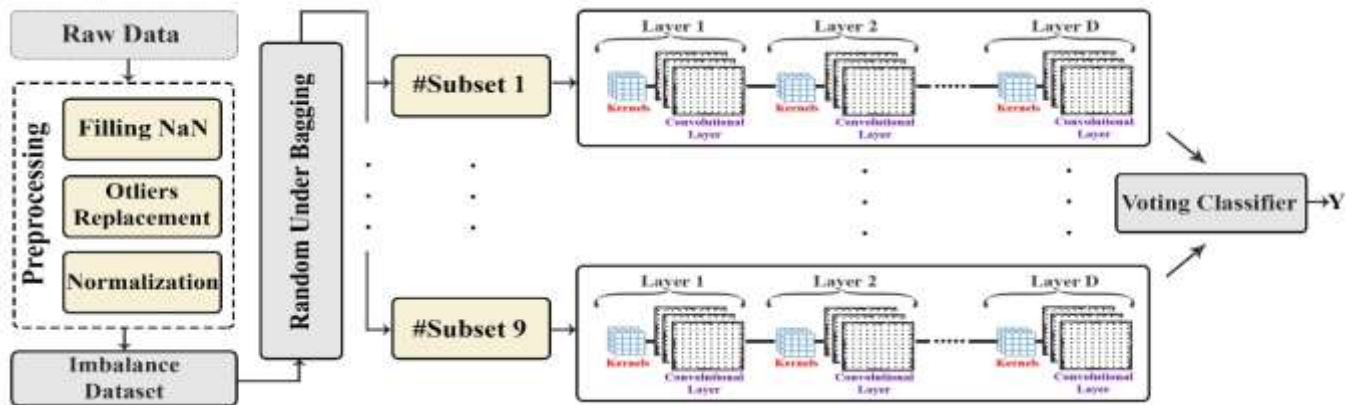 Raw Data
Preprocessing
Filling NaN
Otliers
Replacement
Normalization
Imbalance
Dataset
Random Under Bagging
#Subset 1
Layer 1
Layer 2
Layer D
Kernels
Convolutional
Layer
Kernels
Convolutional
Layer
Kernels
Convolutional
Layer
#Subset 9
Layer 1
Layer 2
Layer D
Kernels
Convolutional
Layer
Kernels
Convolutional
Layer
Kernels
Convolutional
Layer
Voting Classifier
Y